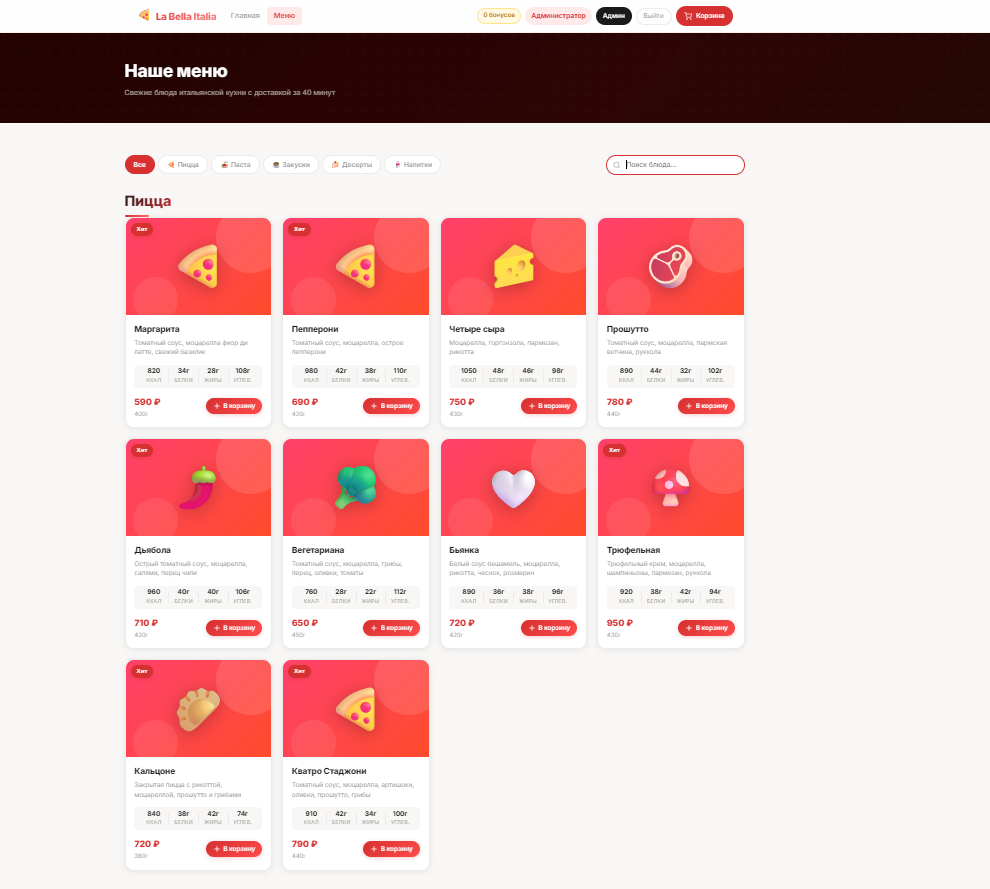 La Bella Italia
Главная
Меню
0 бонусов
Администратор
Админ
Выйти
Корзина
Наше меню
Свежие блюда итальянской кухни с доставкой за 40 минут
Все
Пицца
Паста
Закуски
Десерты
Напитки
Поиск блюда...
Пицца
Хит
Маргарита
Томатный соус, моцарелла фиор ди
латте, свежий базилик
820 34г 28г 108г
ККАЛ БЕЛКИ ЖИРЫ УГЛЕВ.
590 ₽
400г
В корзину
Хит
Пепперони
Томатный соус, моцарелла, острое
пепперони
980 42г 38г 110г
ККАЛ БЕЛКИ ЖИРЫ УГЛЕВ.
690 ₽
420г
В корзину
Четыре сыра
Моцарелла, горгонзола, пармезан,
рикотта
1050 48г 46г 98г
ККАЛ БЕЛКИ ЖИРЫ УГЛЕВ.
750 ₽
430г
В корзину
Прошутто
Томатный соус, моцарелла, пармская
ветчина, руккола
890 44г 32г 102г
ККАЛ БЕЛКИ ЖИРЫ УГЛЕВ.
780 ₽
440г
В корзину
Хит
Дьябола
Острый томатный соус, моцарелла,
салями, перец чили
960 40г 40г 106г
ККАЛ БЕЛКИ ЖИРЫ УГЛЕВ.
710 ₽
420г
В корзину
Вегетариана
Томатный соус, моцарелла, грибы,
перец, оливки, томаты
760 28г 22г 112г
ККАЛ БЕЛКИ ЖИРЫ УГЛЕВ.
650 ₽
450г
В корзину
Бьянка
Белый соус бешамель, моцарелла,
рикотта, чеснок, розмарин
890 36г 38г 96г
ККАЛ БЕЛКИ ЖИРЫ УГЛЕВ.
720 ₽
420г
В корзину
Хит
Трюфельная
Трюфельный крем, моцарелла,
шампиньоны, пармезан, руккола
920 38г 42г 94г
ККАЛ БЕЛКИ ЖИРЫ УГЛЕВ.
950 ₽
430г
В корзину
Хит
Кальцоне
Закрытая пицца с рикоттой,
моцареллой, прошутто и грибами
840 38г 42г 74г
ККАЛ БЕЛКИ ЖИРЫ УГЛЕВ.
720 ₽
380г
В корзину
Хит
Кватро Стаджони
Томатный соус, моцарелла, артишоки,
оливки, прошутто, грибы
910 42г 34г 100г
ККАЛ БЕЛКИ ЖИРЫ УГЛЕВ.
790 ₽
440г
В корзину